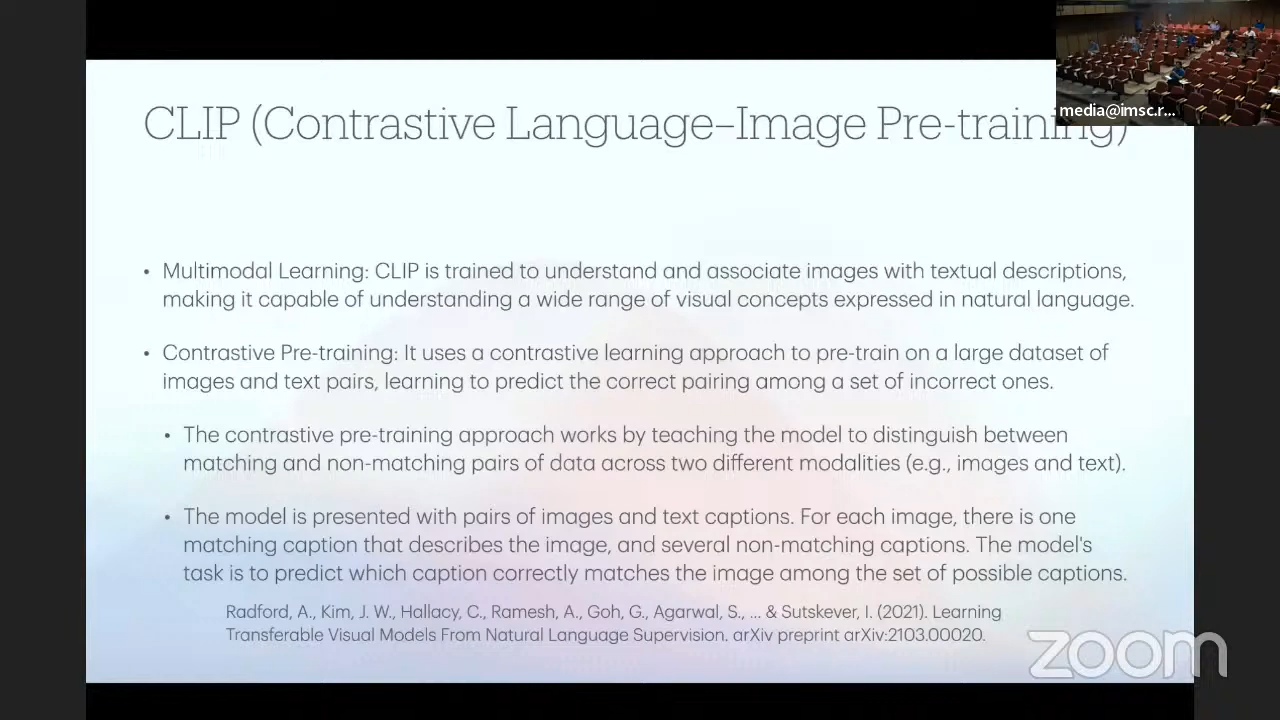 CLIP (Contrastive Language–Image Pre-training)
media@imsc.r...
• Multimodal Learning: CLIP is trained to understand and associate images with textual descriptions,
making it capable of understanding a wide range of visual concepts expressed in natural language.
• Contrastive Pre-training: It uses a contrastive learning approach to pre-train on a large dataset of
images and text pairs, learning to predict the correct pairing among a set of incorrect ones.
• The contrastive pre-training approach works by teaching the model to distinguish between
matching and non-matching pairs of data across two different modalities (e.g., images and text).
• The model is presented with pairs of images and text captions. For each image, there is one
matching caption that describes the image, and several non-matching captions. The model's
task is to predict which caption correctly matches the image among the set of possible captions.
Radford, A., Kim, J. W., Hallacy, C., Ramesh, A., Goh, G., Agarwal, S., ... & Sutskever, I. (2021). Learning
Transferable Visual Models From Natural Language Supervision. arXiv preprint arXiv:2103.00020.
zoom